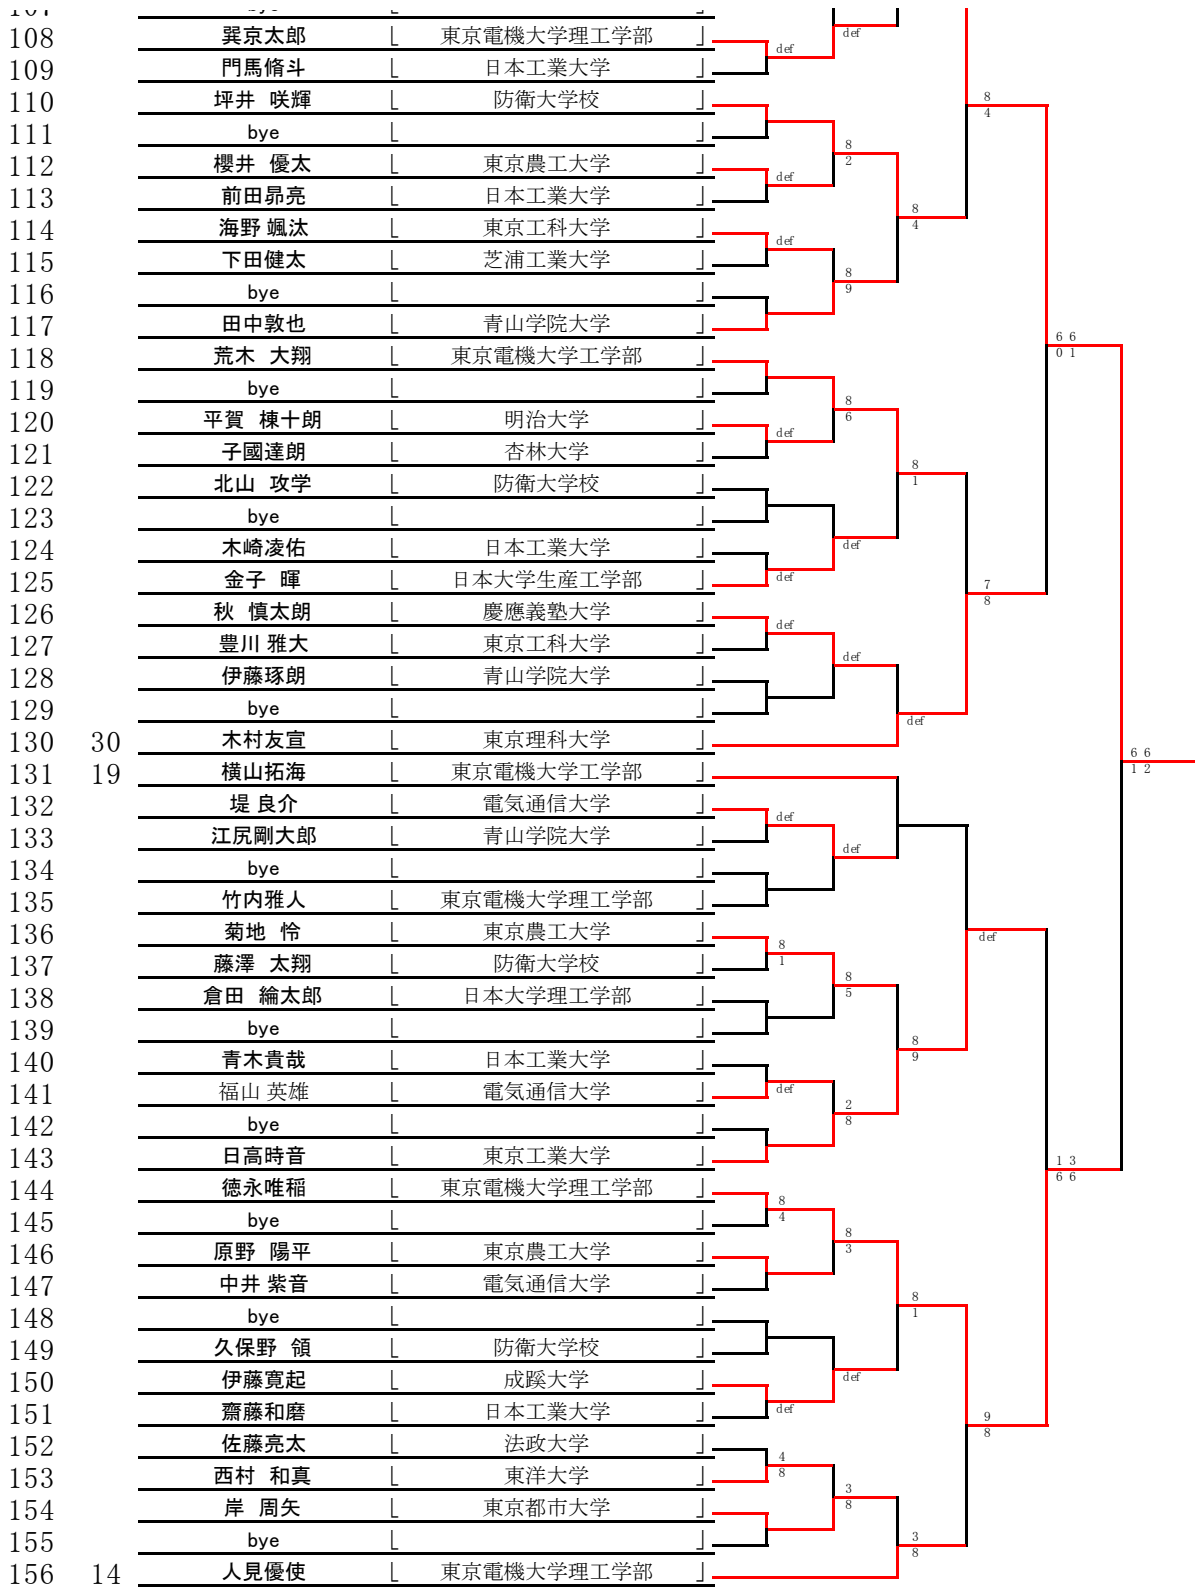 108 巽京太郎 ⌊ 東京電機大学理工学部 ⌋ def def
109 門馬脩斗 ⌊ 日本工業大学 ⌋
110 坪井 咲輝 ⌊ 防衛大学校 ⌋ 8 4
111 bye ⌊ ⌋
112 櫻井 優太 ⌊ 東京農工大学 ⌋ def 8 2
113 前田昴亮 ⌊ 日本工業大学 ⌋
114 海野 颯汰 ⌊ 東京工科大学 ⌋ def 8 4
115 下田健太 ⌊ 芝浦工業大学 ⌋
116 bye ⌊ ⌋ 8 9
117 田中敦也 ⌊ 青山学院大学 ⌋
118 荒木 大翔 ⌊ 東京電機大学工学部 ⌋ 6 6 0 1
119 bye ⌊ ⌋
120 平賀 棟十朗 ⌊ 明治大学 ⌋ def 8 6
121 子國達朗 ⌊ 杏林大学 ⌋
122 北山 攻学 ⌊ 防衛大学校 ⌋ 8 1
123 bye ⌊ ⌋
124 木崎凌佑 ⌊ 日本工業大学 ⌋ def
125 金子 暉 ⌊ 日本大学生産工学部 ⌋ def 7 8
126 秋 慎太朗 ⌊ 慶應義塾大学 ⌋ def
127 豊川 雅大 ⌊ 東京工科大学 ⌋ def
128 伊藤琢朗 ⌊ 青山学院大学 ⌋
129 bye ⌊ ⌋ def
130 30 木村友宣 ⌊ 東京理科大学 ⌋
131 19 横山拓海 ⌊ 東京電機大学工学部 ⌋ 6 6 1 2
132 堤 良介 ⌊ 電気通信大学 ⌋ def
133 江尻剛大郎 ⌊ 青山学院大学 ⌋ def
134 bye ⌊ ⌋
135 竹内雅人 ⌊ 東京電機大学理工学部 ⌋
136 菊地 怜 ⌊ 東京農工大学 ⌋ 8 1 def
137 藤澤 太翔 ⌊ 防衛大学校 ⌋
138 倉田 綸太郎 ⌊ 日本大学理工学部 ⌋ 8 5
139 bye ⌊ ⌋
140 青木貴哉 ⌊ 日本工業大学 ⌋ 8 9
141 福山 英雄 ⌊ 電気通信大学 ⌋ def
142 bye ⌊ ⌋ 2 8
143 日高時音 ⌊ 東京工業大学 ⌋
144 徳永唯稲 ⌊ 東京電機大学理工学部 ⌋ 8 4 1 3 6 6
145 bye ⌊ ⌋
146 原野 陽平 ⌊ 東京農工大学 ⌋ 8 3
147 中井 紫音 ⌊ 電気通信大学 ⌋
148 bye ⌊ ⌋ 8 1
149 久保野 領 ⌊ 防衛大学校 ⌋
150 伊藤寛起 ⌊ 成蹊大学 ⌋ def
151 齋藤和磨 ⌊ 日本工業大学 ⌋ def
152 佐藤亮太 ⌊ 法政大学 ⌋ 4 8 9 8
153 西村 和真 ⌊ 東洋大学 ⌋
154 岸 周矢 ⌊ 東京都市大学 ⌋ 3 8
155 bye ⌊ ⌋ 3 8
156 14 人見優使 ⌊ 東京電機大学理工学部 ⌋